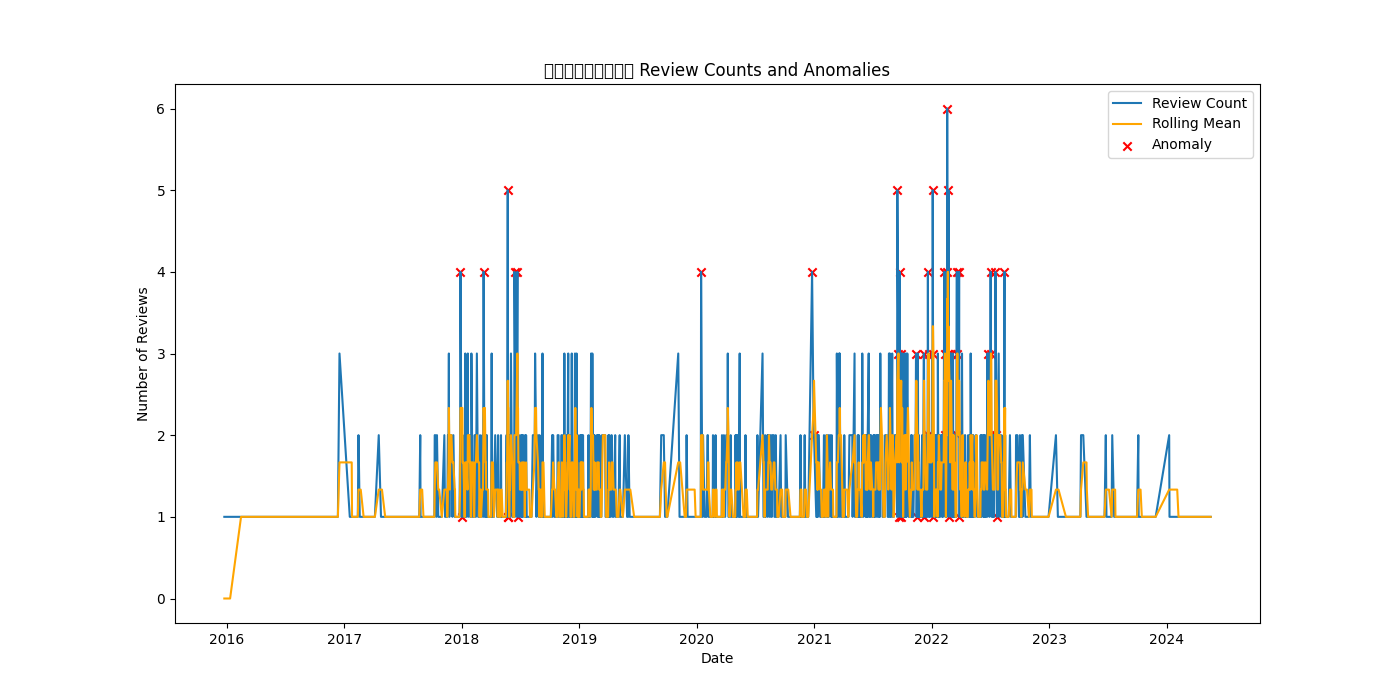 Review Counts and Anomalies
Review Count
Rolling Mean
Anomaly
Number of Reviews
6
5
4
3
2
1
0
2016 2017 2018 2019 2020 2021 2022 2023 2024
Date